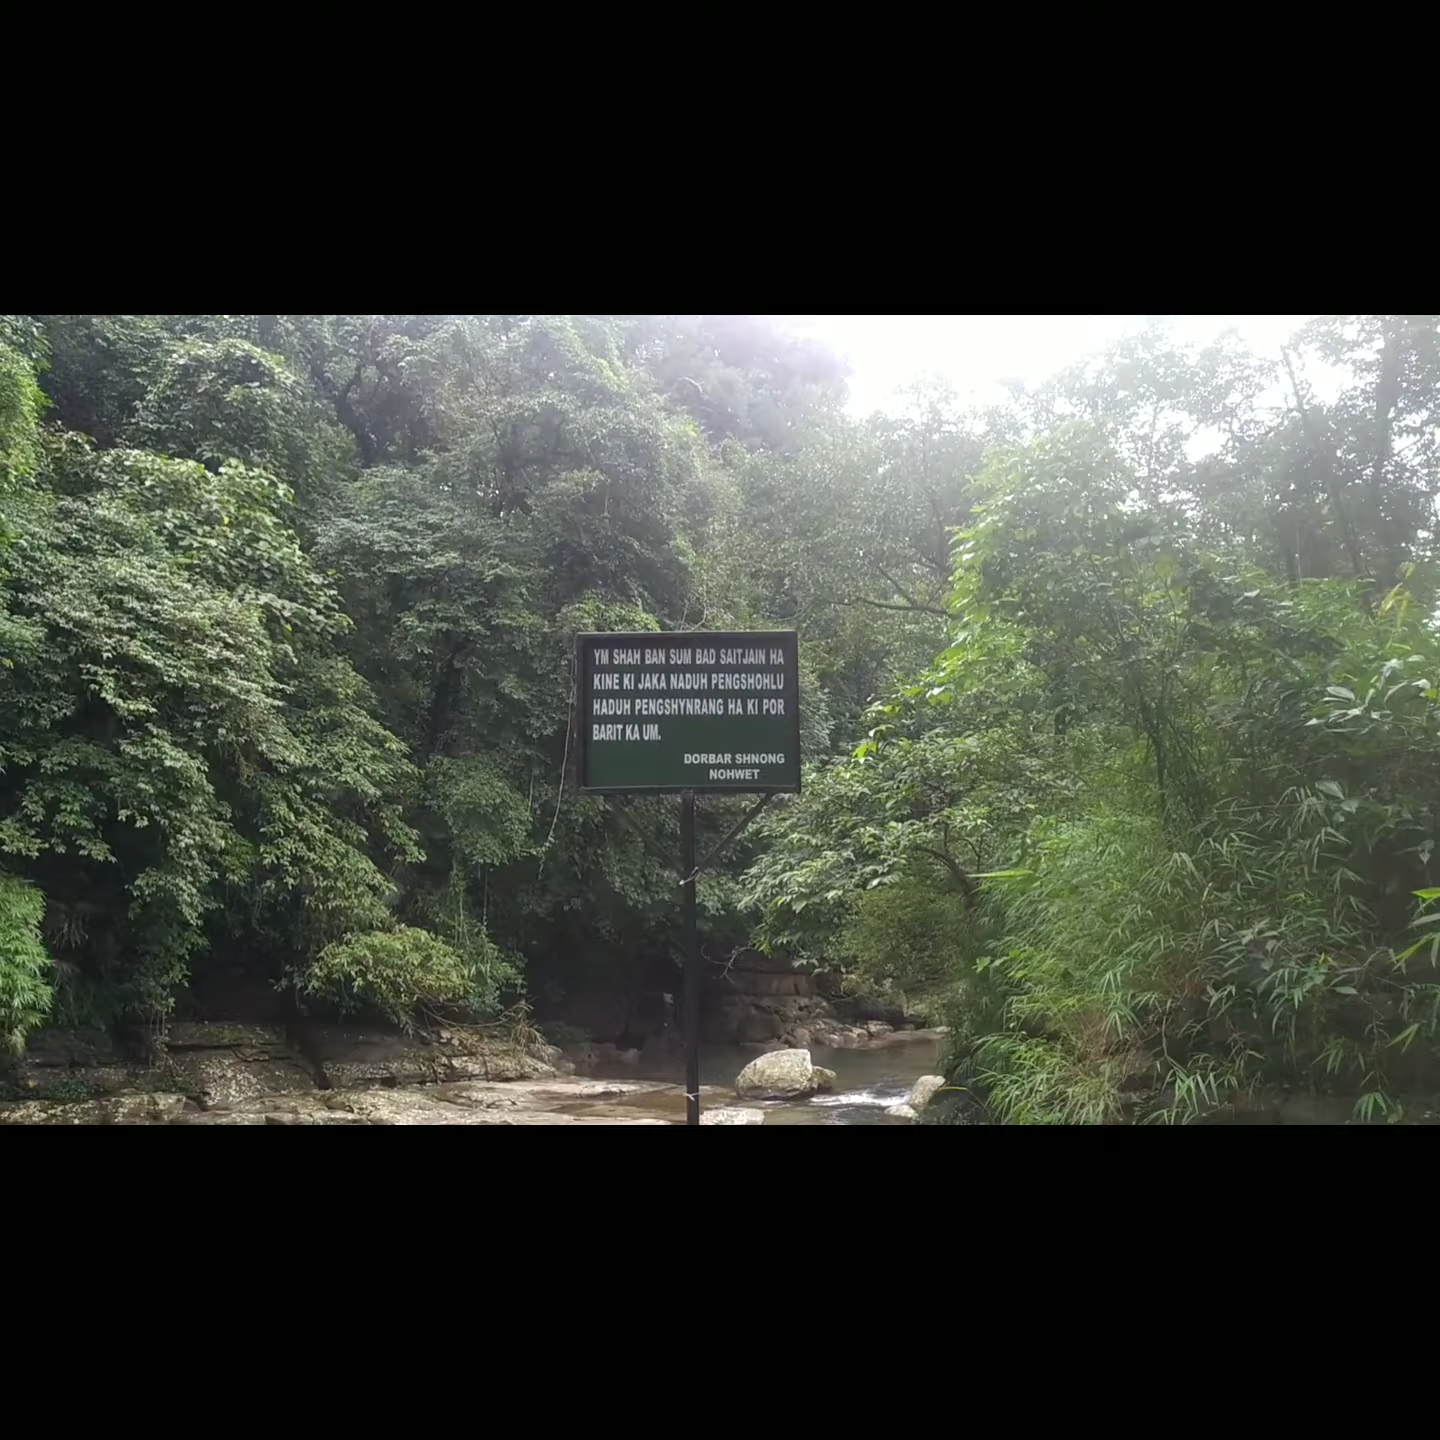 YM SHAH BAN SUM BAD SAITJAIN HA
KINE KI JAKA NADUH PENGSHOHLU
HADUH PENGSHYNRANG HA KI POR
BARIT KA UM.
DORBAR SHNONG
NOHWET